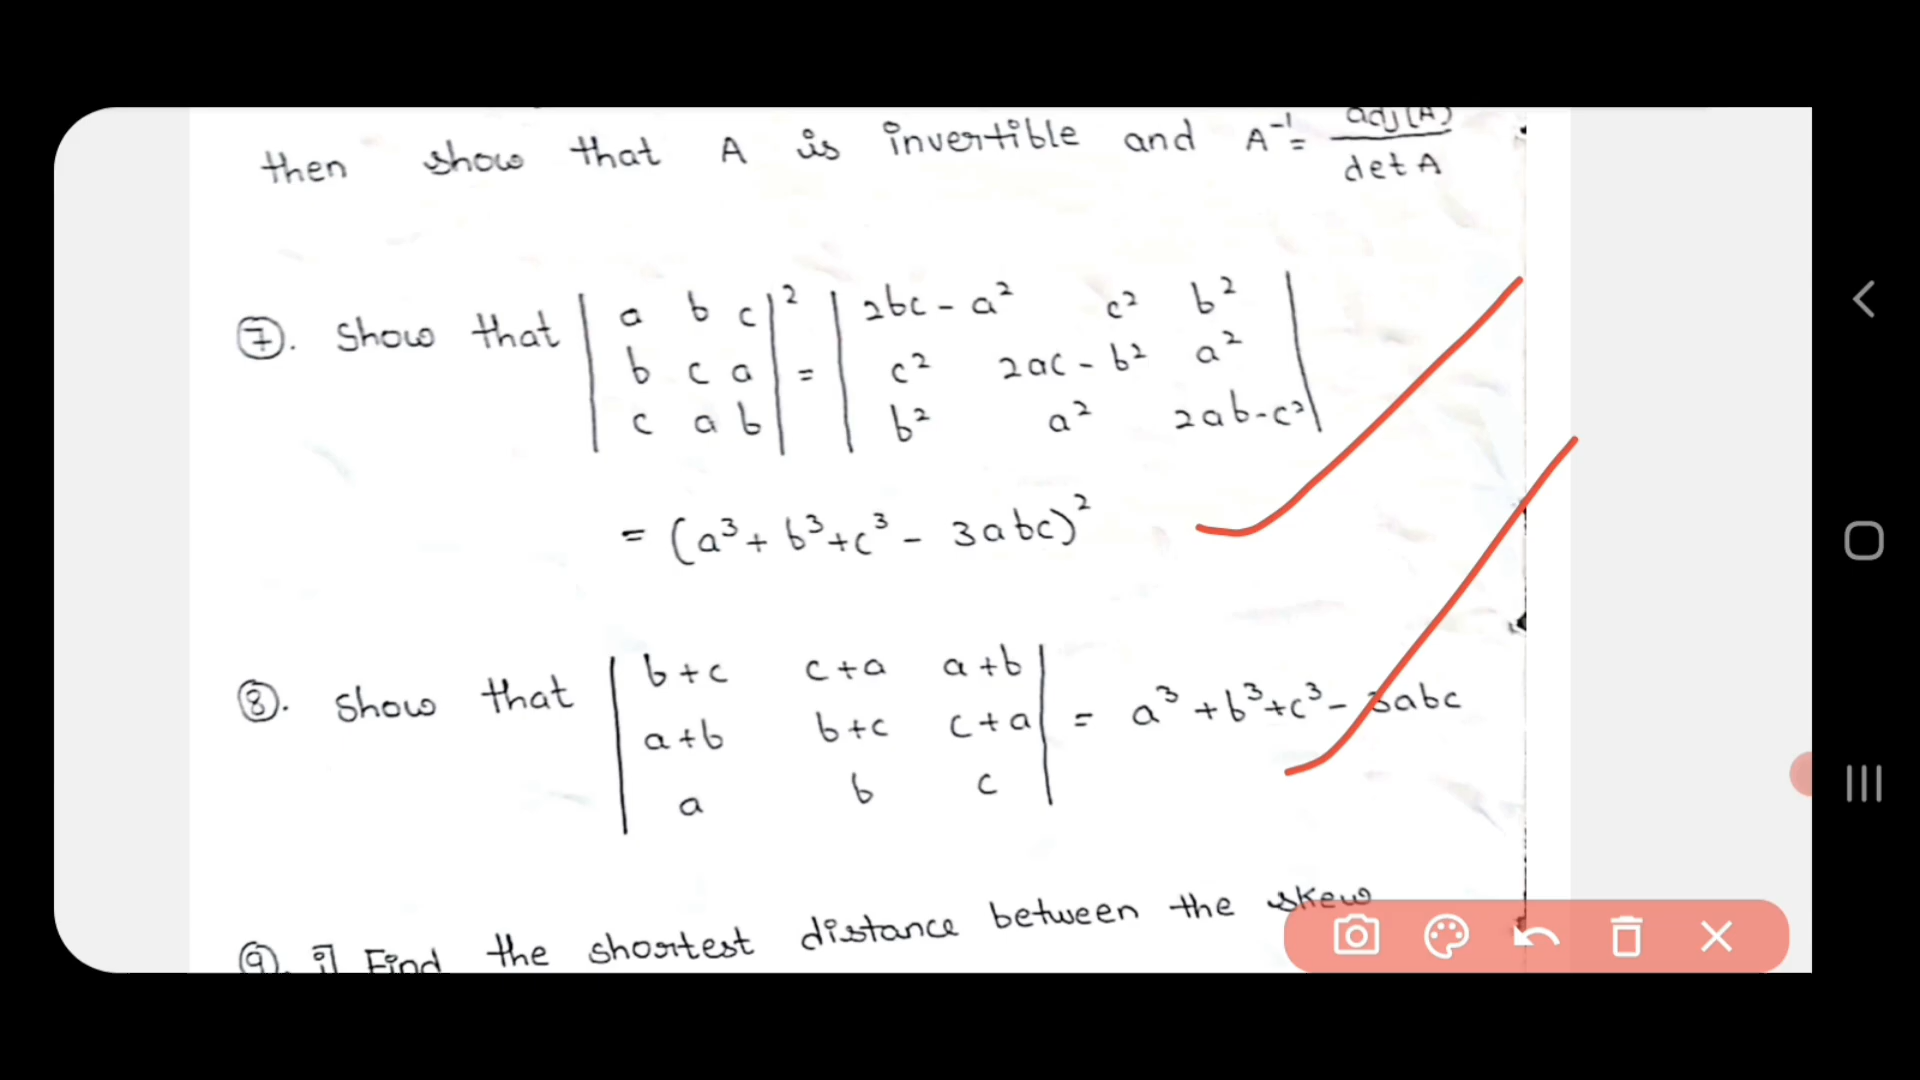 then show that A is invertible and A⁻¹ = adj(A) / det A
⑦. Show that | a b c |² = | 2bc - a² c² b² |
| b c a | | c² 2ac - b² a² |
| c a b | | b² a² 2ab - c² |
= (a³ + b³ + c³ - 3abc)²
⑧. Show that | b+c c+a a+b | = a³ + b³ + c³ - 3abc
| a+b b+c c+a |
| a b c |
⑨. i] Find the shortest distance between the skew